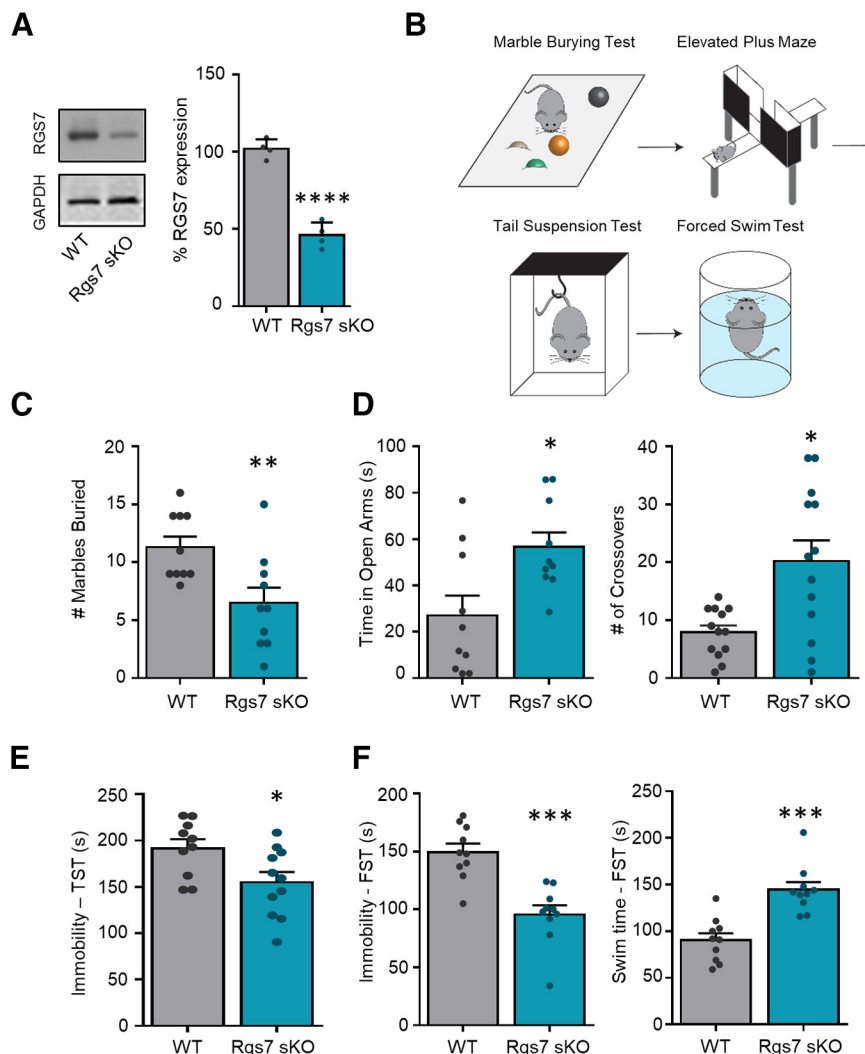 A
RGS7
GAPDH
WT
Rgs7 sKO
% RGS7 expression
150
100
50
0
****
WT
Rgs7 sKO
B
Marble Burying Test
Elevated Plus Maze
Tail Suspension Test
Forced Swim Test
C
# Marbles Buried
20
15
10
5
0
**
WT
Rgs7 sKO
D
Time in Open Arms (s)
100
80
60
40
20
0
*
WT
Rgs7 sKO
# of Crossovers
40
30
20
10
0
*
WT
Rgs7 sKO
E
Immobility – TST (s)
250
200
150
100
50
0
*
WT
Rgs7 sKO
F
Immobility - FST (s)
200
150
100
50
0
***
WT
Rgs7 sKO
Swim time - FST (s)
250
200
150
100
50
0
***
WT
Rgs7 sKO